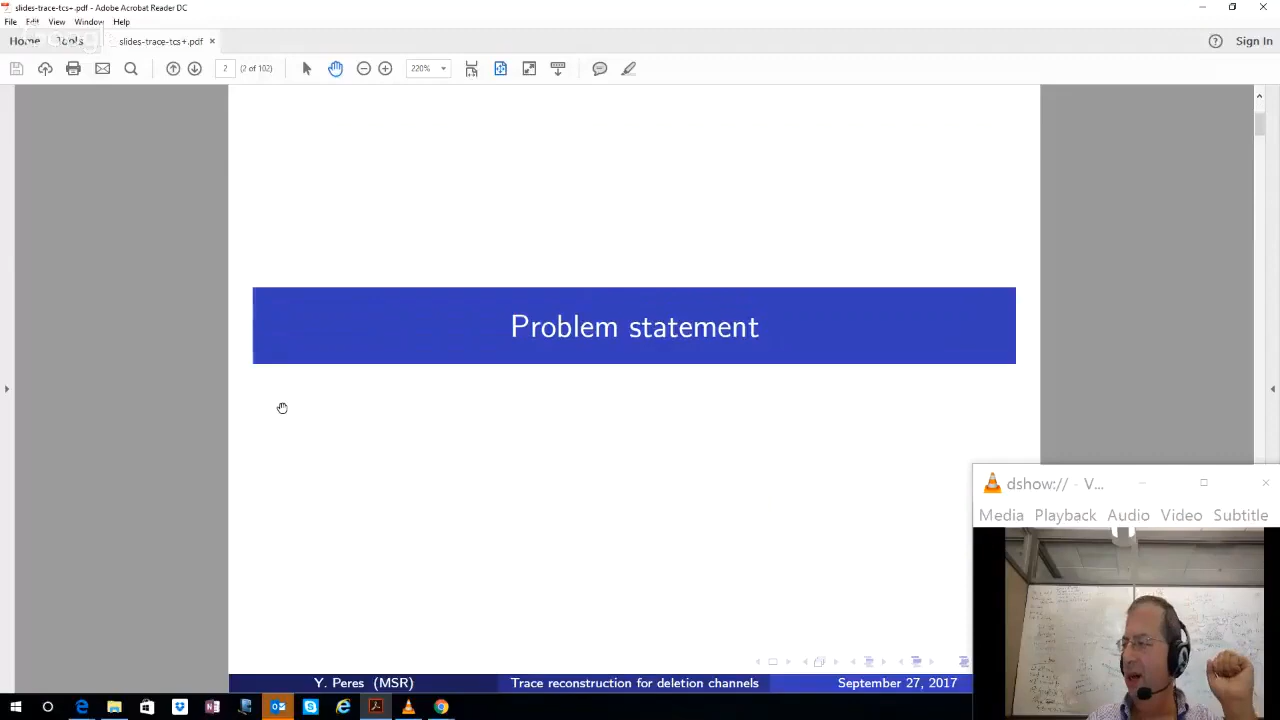 slides-trace-tcs+.pdf - Adobe Acrobat Reader DC
File Edit View Window Help
Home Tools slides-trace-tcs+.pdf × Sign In
2 (2 of 102) 220%
Problem statement
dshow:// - V...
Media Playback Audio Video Subtitle
Y. Peres (MSR) Trace reconstruction for deletion channels September 27, 2017